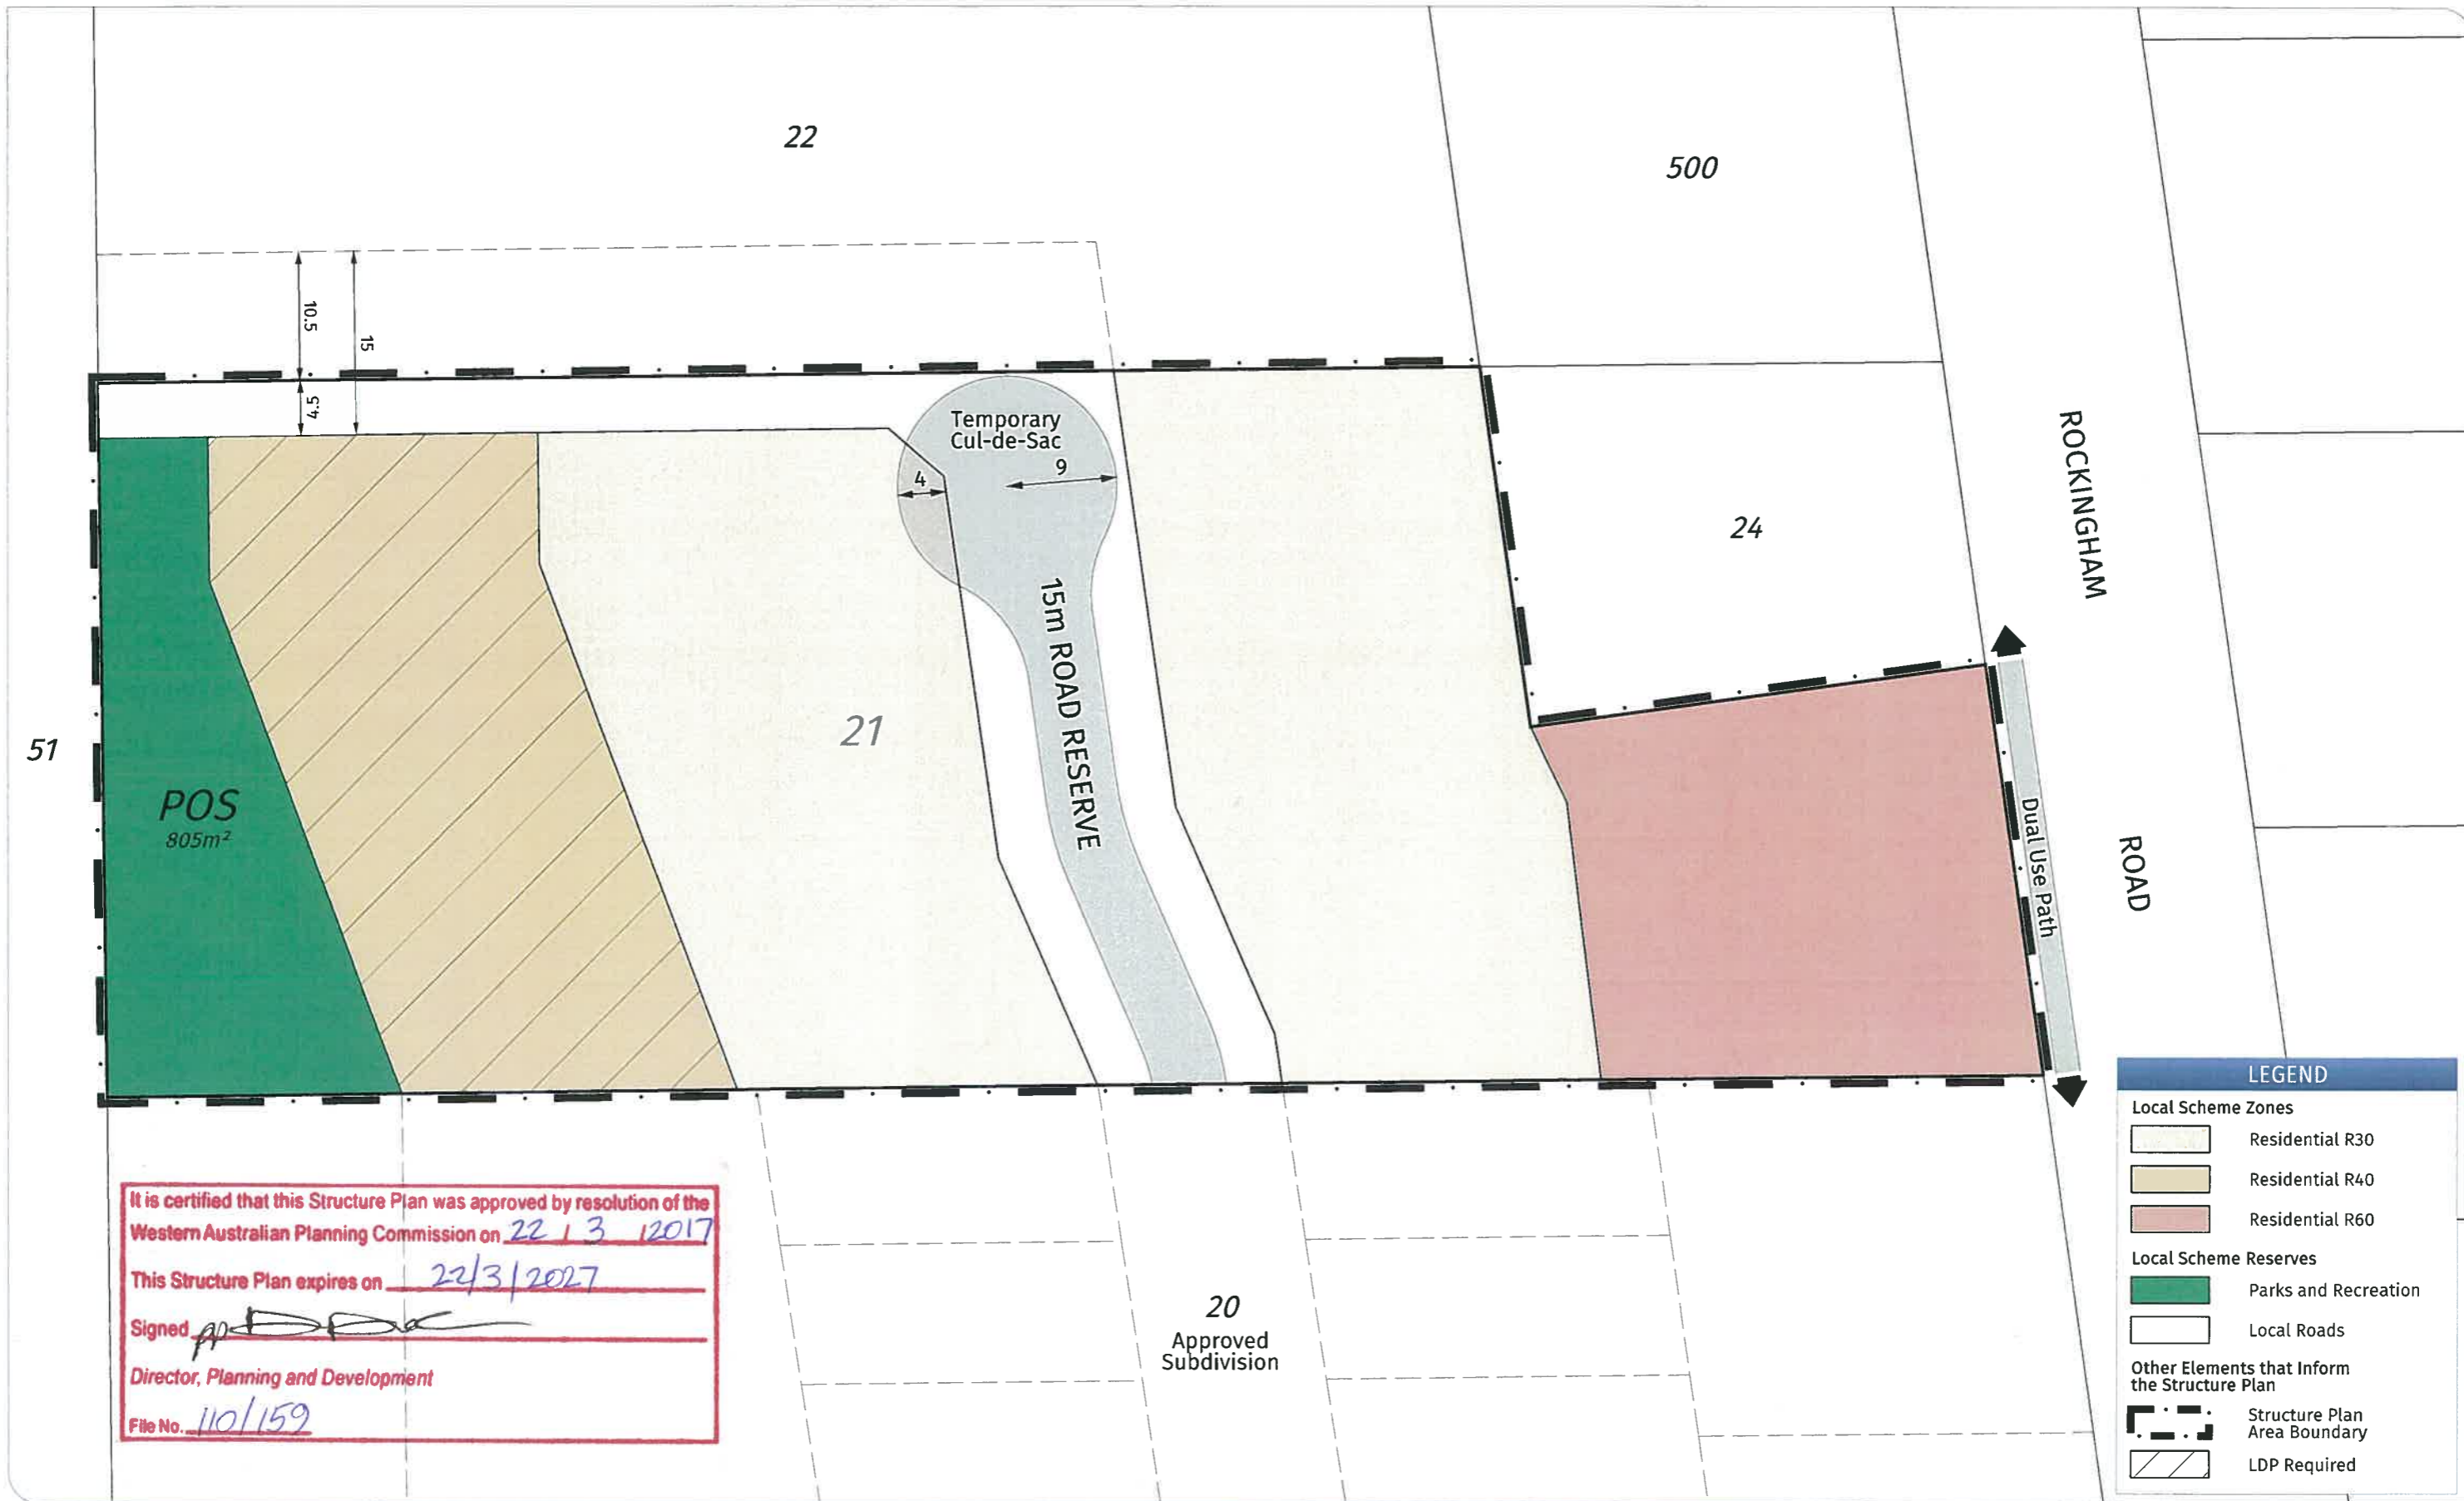 22
500
10.5
15
4.5
Temporary
Cul-de-Sac
4
9
24
ROCKINGHAM
15m ROAD RESERVE
21
51
POS
805m²
Dual Use Path
ROAD
LEGEND
Local Scheme Zones
Residential R30
Residential R40
Residential R60
Local Scheme Reserves
Parks and Recreation
Local Roads
Other Elements that Inform
the Structure Plan
Structure Plan
Area Boundary
LDP Required
It is certified that this Structure Plan was approved by resolution of the
Western Australian Planning Commission on 22 / 3 / 2017
This Structure Plan expires on 22/3/2027
Signed pp
Director, Planning and Development
File No. 110/159
20
Approved
Subdivision